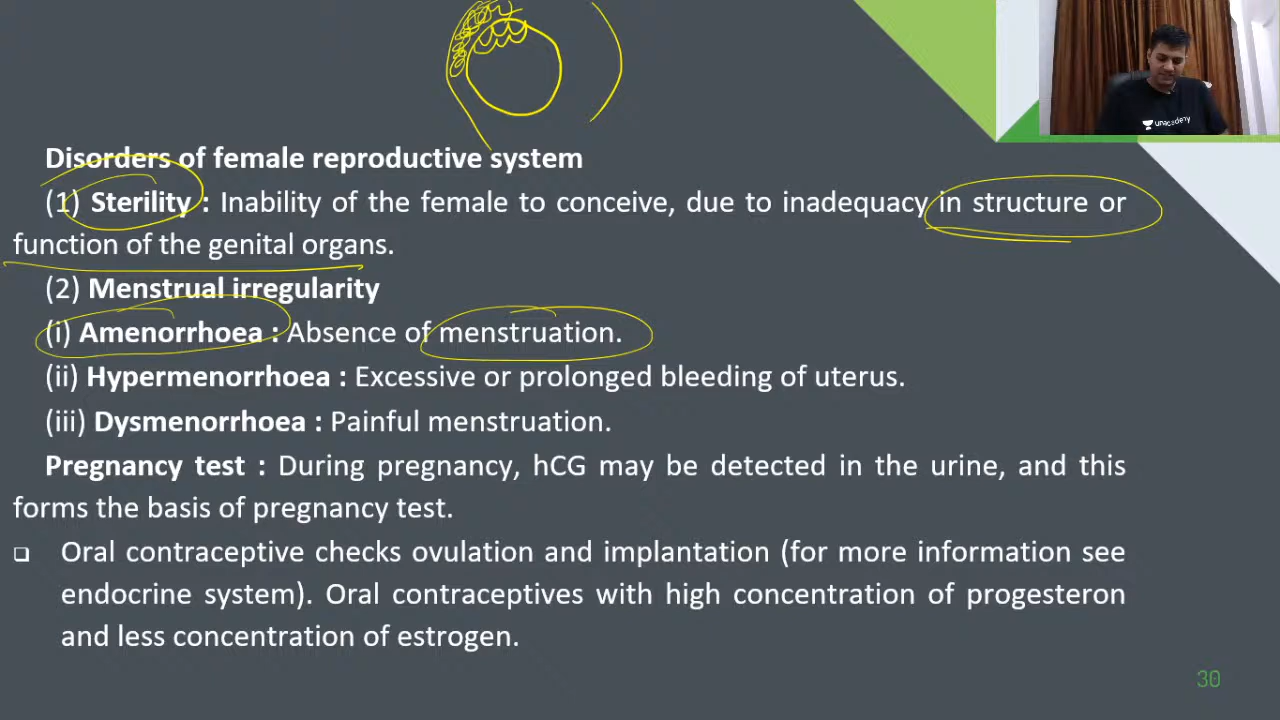 unacademy
Disorders of female reproductive system
(1) Sterility : Inability of the female to conceive, due to inadequacy in structure or
function of the genital organs.
(2) Menstrual irregularity
(i) Amenorrhoea : Absence of menstruation.
(ii) Hypermenorrhoea : Excessive or prolonged bleeding of uterus.
(iii) Dysmenorrhoea : Painful menstruation.
Pregnancy test : During pregnancy, hCG may be detected in the urine, and this
forms the basis of pregnancy test.
Oral contraceptive checks ovulation and implantation (for more information see
endocrine system). Oral contraceptives with high concentration of progesteron
and less concentration of estrogen.
30